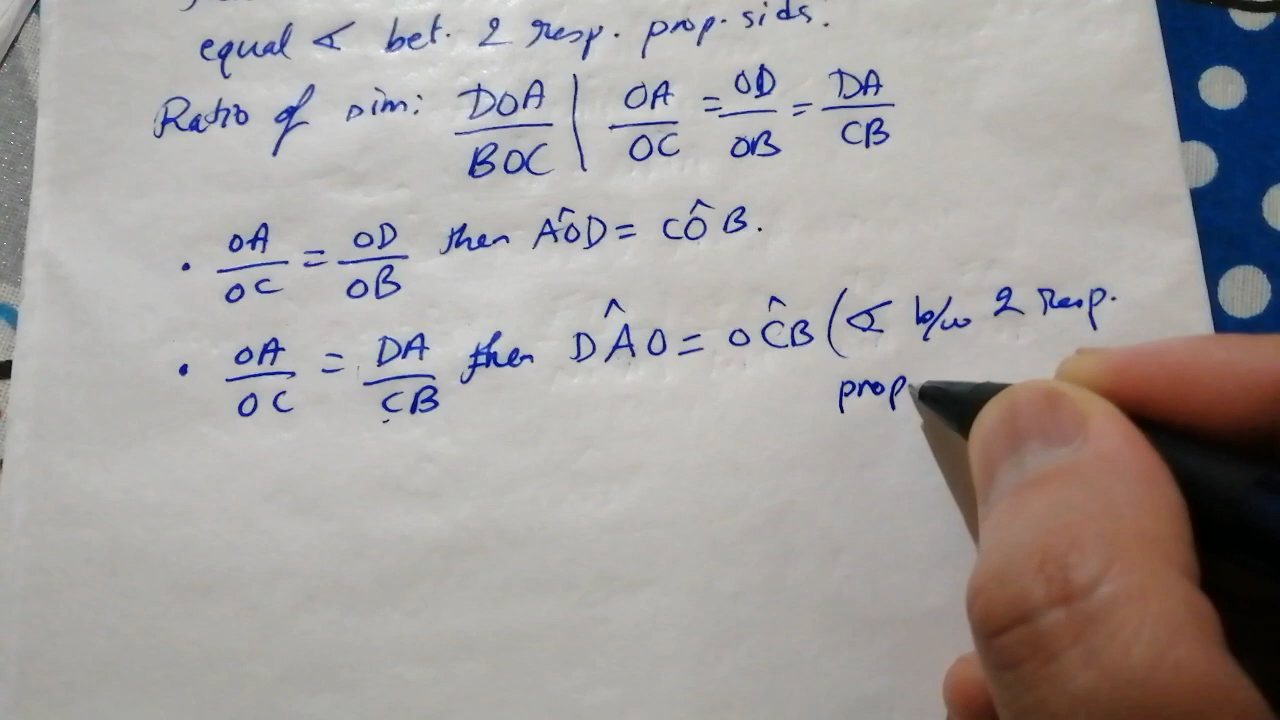 equal ∢ bet. 2 resp. prop. sids.
Ratio of sim: DOA/BOC | OA/OC = OD/OB = DA/CB
· OA/OC = OD/OB then AÔD = CÔB.
· OA/OC = DA/CB then DÂO = OĈB (∢ b/w 2 resp.
prop